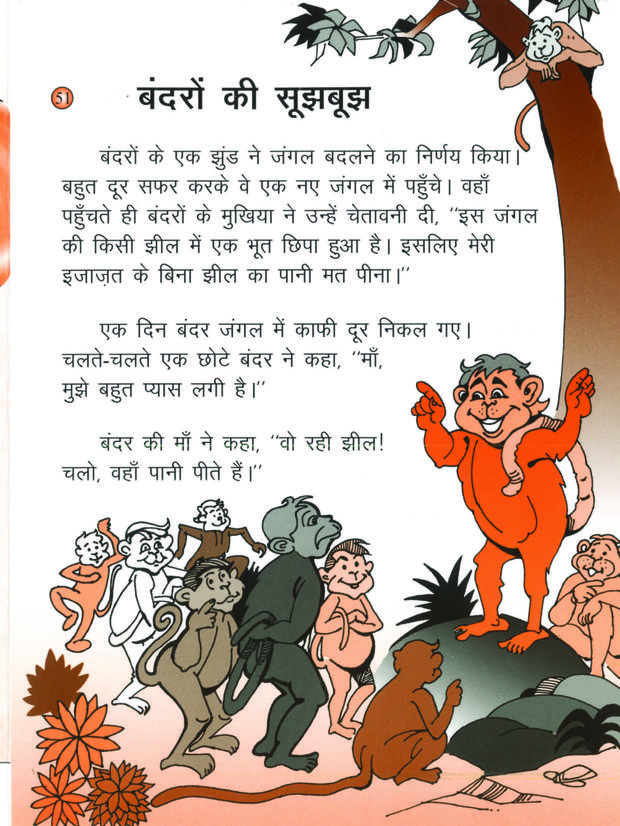 51
बंदरों की सूझबूझ
बंदरों के एक झुंड ने जंगल बदलने का निर्णय किया।
बहुत दूर सफर करके वे एक नए जंगल में पहुँचे। वहाँ
पहुँचते ही बंदरों के मुखिया ने उन्हें चेतावनी दी, ‘‘इस जंगल
की किसी झील में एक भूत छिपा हुआ है। इसलिए मेरी
इजाज़त के बिना झील का पानी मत पीना।’’
एक दिन बंदर जंगल में काफी दूर निकल गए।
चलते-चलते एक छोटे बंदर ने कहा, ‘‘माँ,
मुझे बहुत प्यास लगी है।’’
बंदर की माँ ने कहा, ‘‘वो रही झील!
चलो, वहाँ पानी पीते हैं।’’